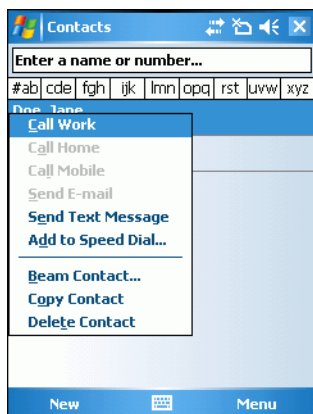 Contacts
Enter a name or number...
#ab cde fgh ijk lmn opq rst uvw xyz
Doe, Jane
Call Work
Call Home
Call Mobile
Send E-mail
Send Text Message
Add to Speed Dial...
Beam Contact...
Copy Contact
Delete Contact
New Menu